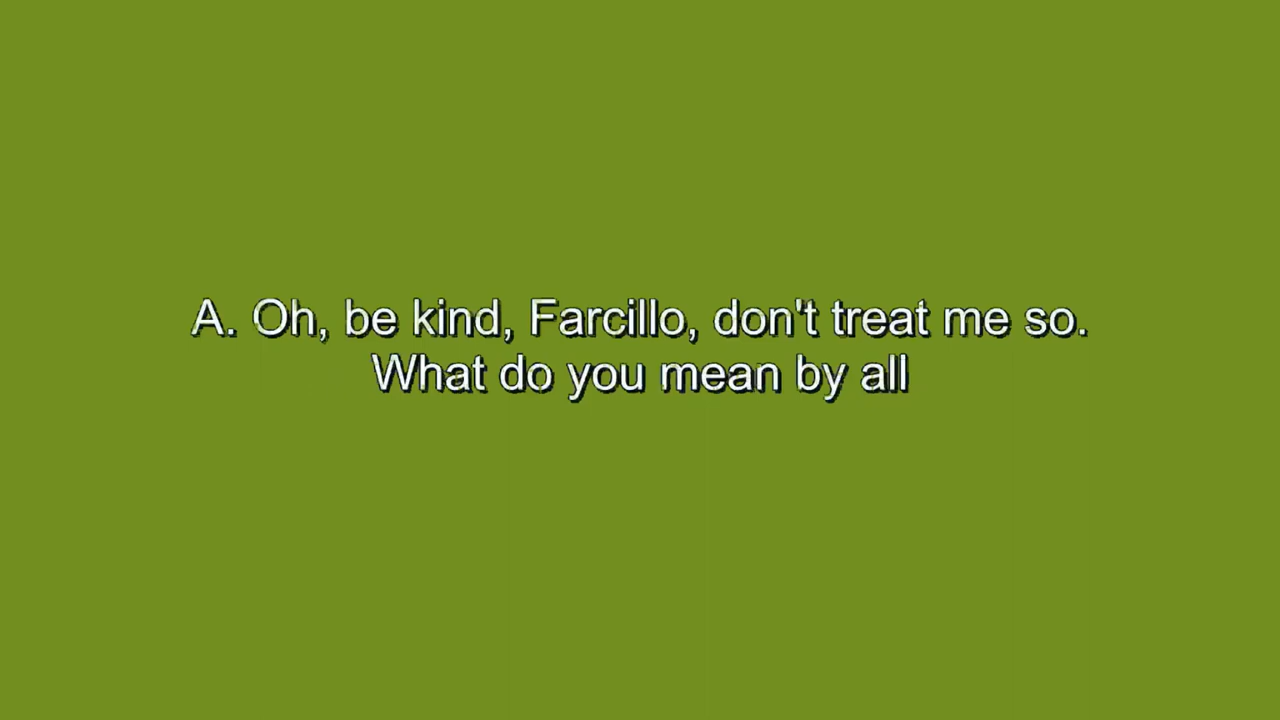 A. Oh, be kind, Farcillo, don't treat me so.
What do you mean by all